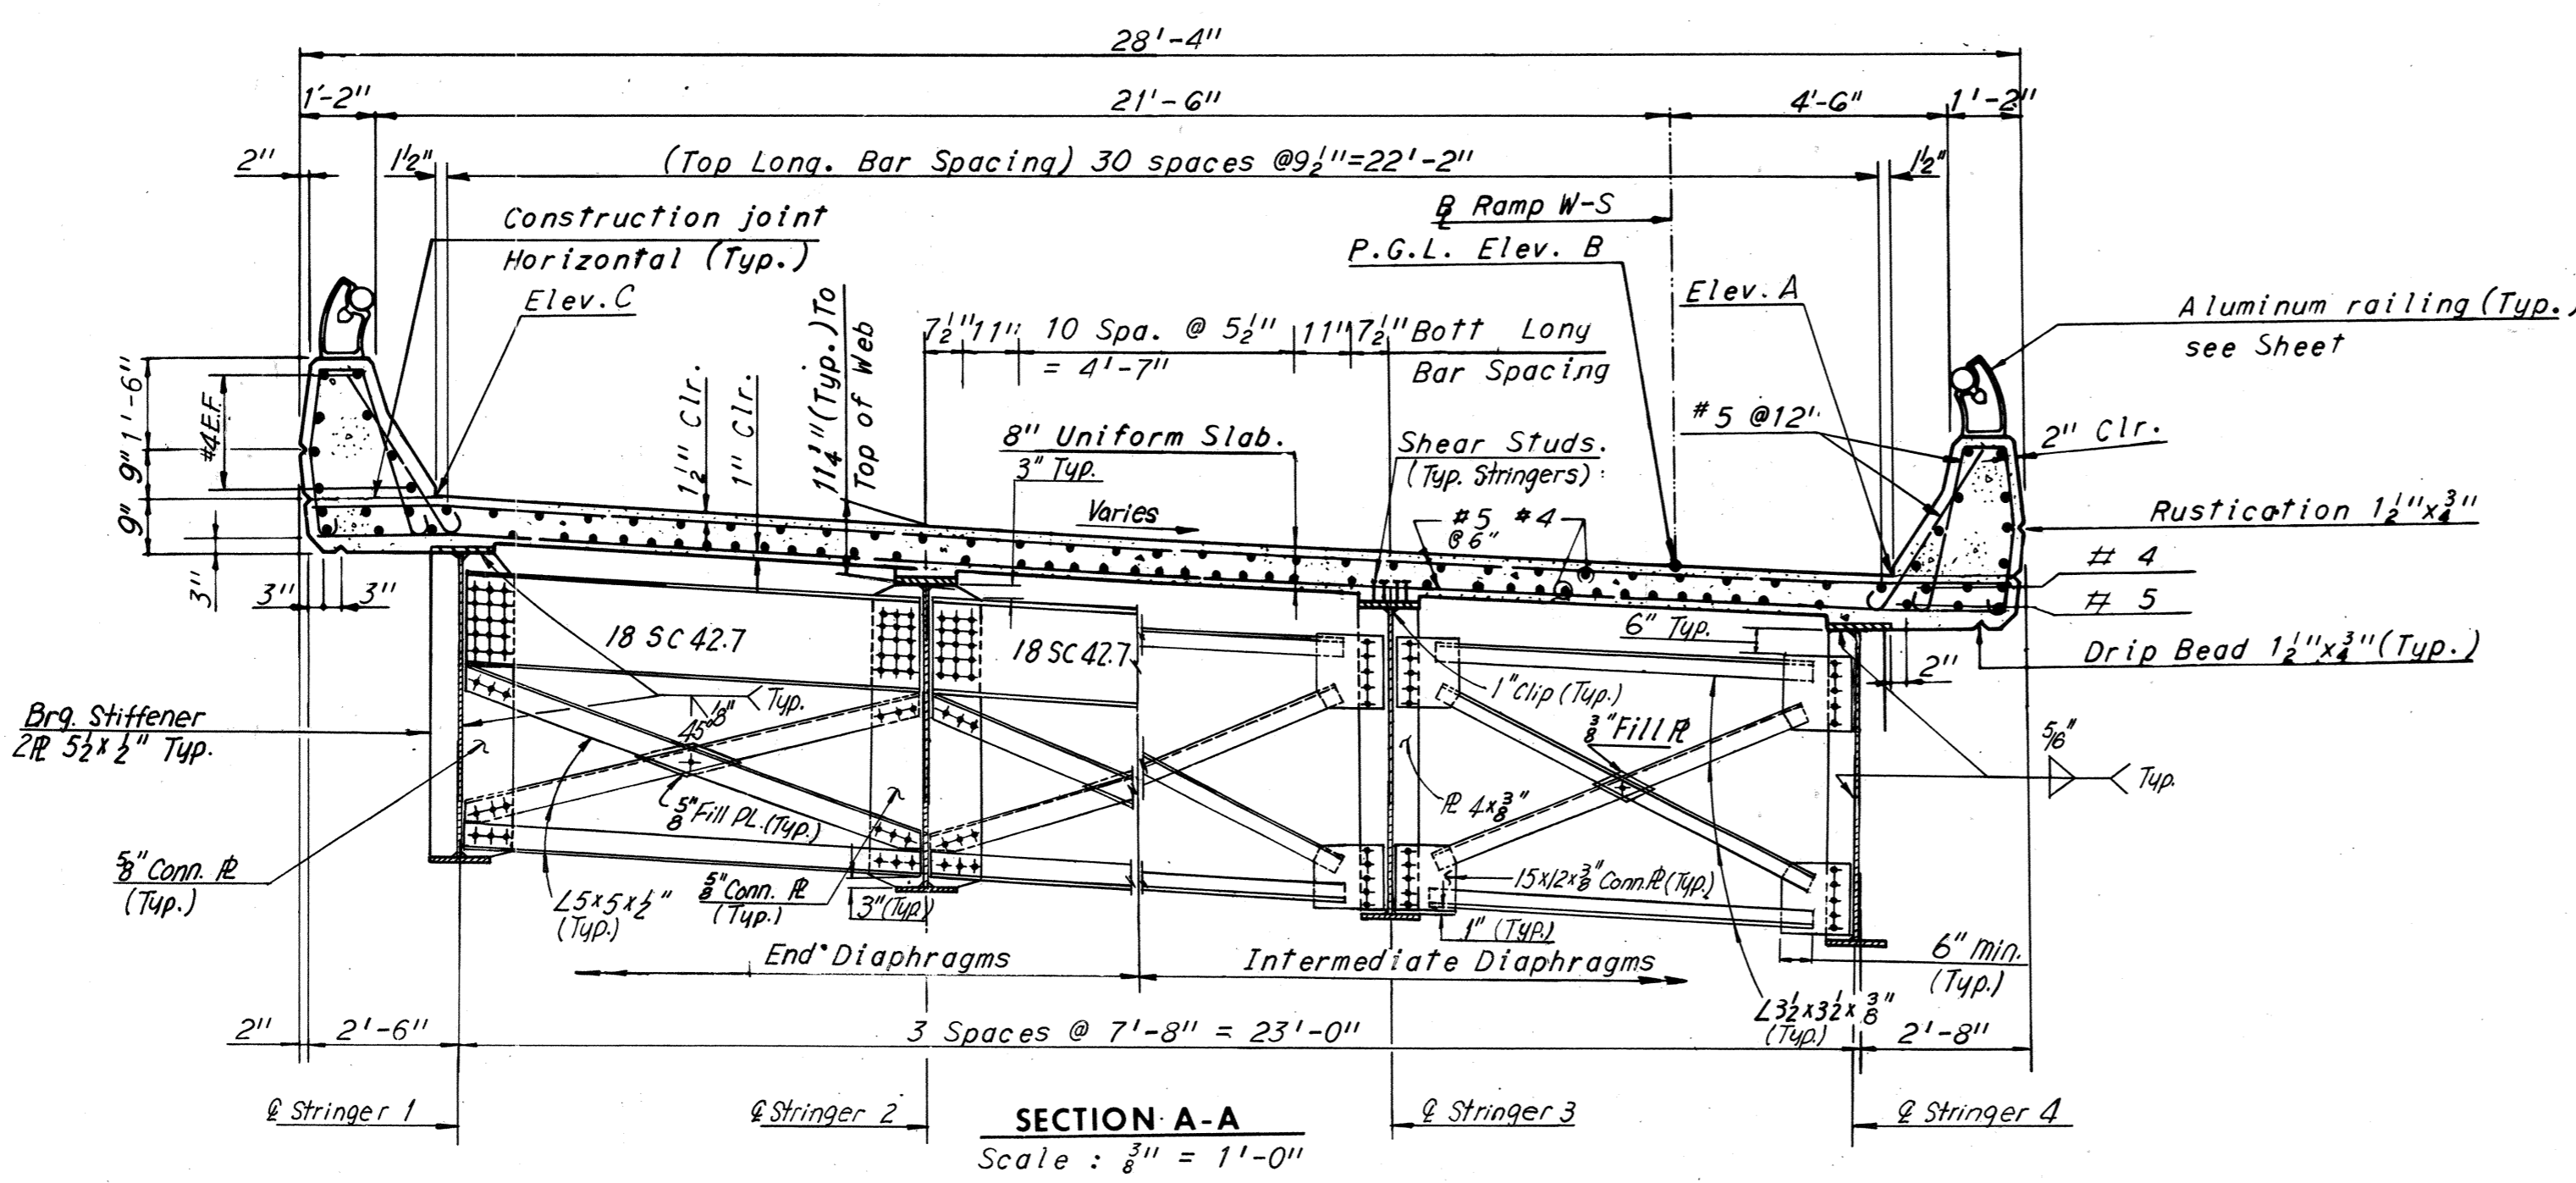 28'-4"
1'-2"
21'-6"
4'-6"
1'-2"
2"
1½"
(Top Long. Bar Spacing) 30 spaces @9½"=22'-2"
1½"
Construction joint
Horizontal (Typ.)
Elev. C
℄ Ramp W-S
P.G.L. Elev. B
Elev. A
Aluminum railing (Typ.)
see Sheet
7½" 11" 10 Spa. @ 5½" 11" 7½" Bott Long
= 4'-7" Bar Spacing
11¼" (Typ.) To
Top of Web
1½" Clr.
1" Clr.
1'-6"
9"
9"
3"
#4 E.F.
8" Uniform Slab.
3" Typ.
Varies
Shear Studs.
(Typ. Stringers)
#5 @12"
2" Clr.
#5 #4
@ 6"
Rustication 1½"x¾"
# 4
# 5
3" 3"
18 SC 42.7
18 SC 42.7
6" Typ.
2"
Drip Bead 1½"x¾" (Typ.)
Brg. Stiffener
2 PL 5½ x ½" Typ.
1/8"
45°
Typ.
1" Clip (Typ.)
⅜" Fill PL
5/16"
Typ.
⅝" Fill PL. (Typ.)
PL 4x⅜"
⅝" Conn. PL
(Typ.)
L5x5x½"
(Typ.)
⅝" Conn. PL
(Typ.)
3" (Typ)
15x12x⅜ Conn. PL (Typ.)
1" (Typ.)
End Diaphragms
Intermediate Diaphragms
6" min.
(Typ.)
L3½x3½x⅜"
(Typ.)
2"
2'-6"
3 Spaces @ 7'-8" = 23'-0"
2'-8"
℄ Stringer 1
℄ Stringer 2
℄ Stringer 3
℄ Stringer 4
SECTION A-A
Scale : ⅜" = 1'-0"